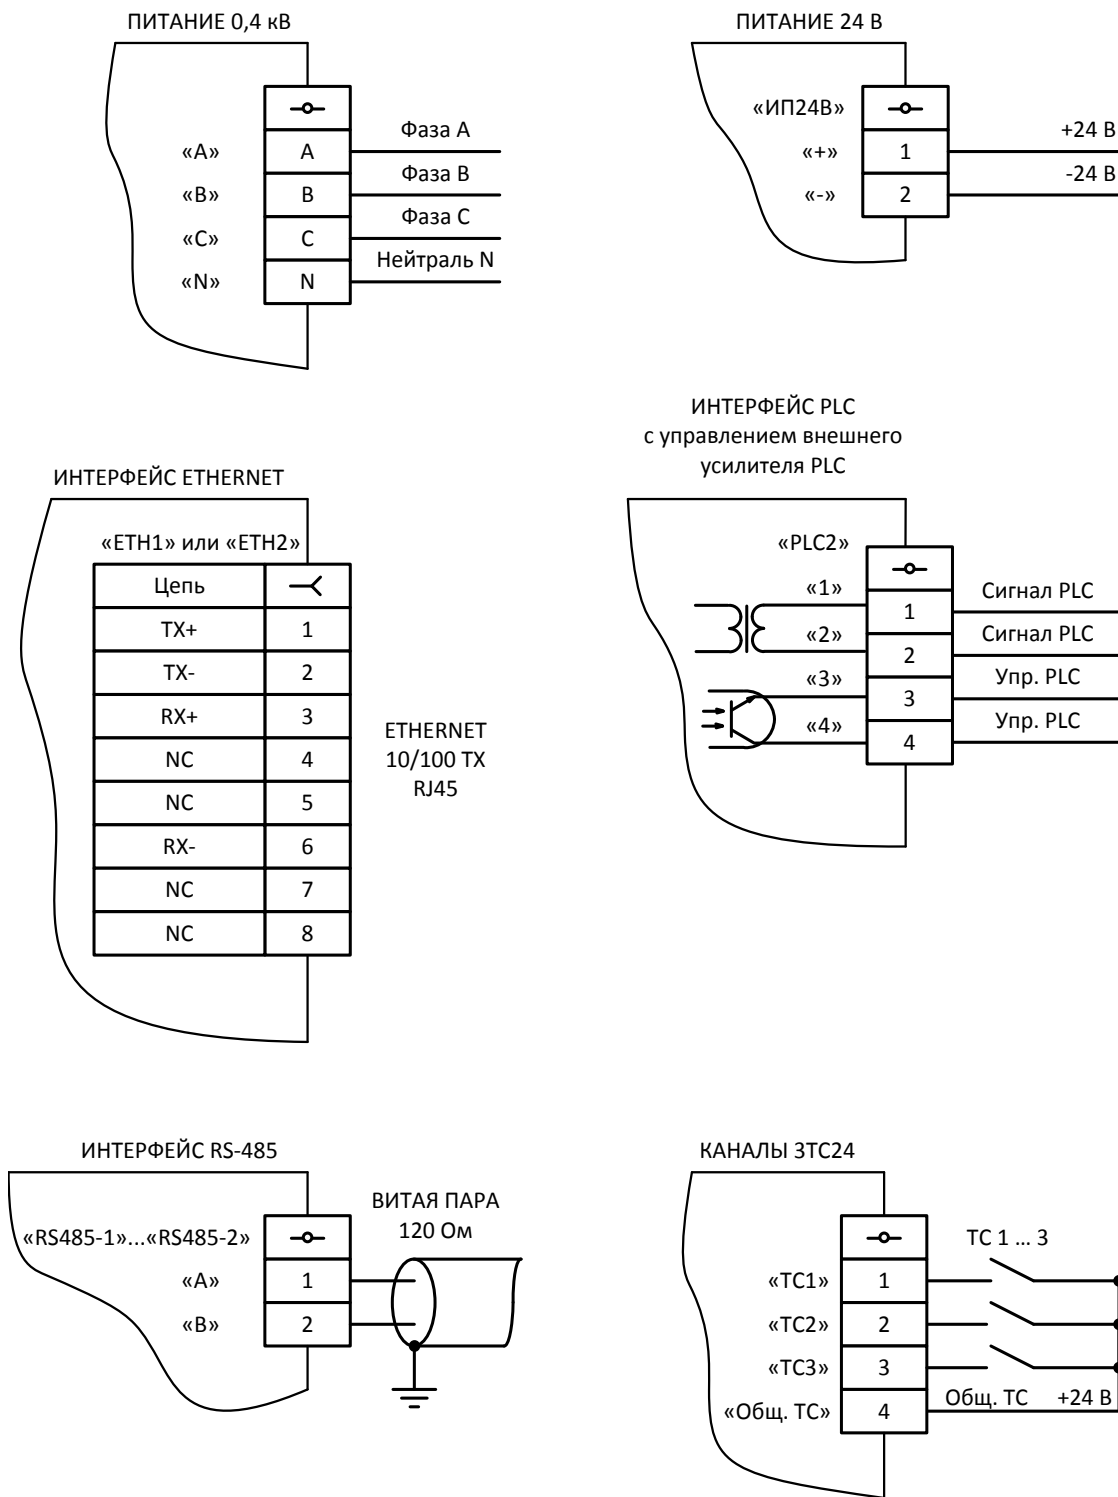 ПИТАНИЕ 0,4 кВ
«A» A Фаза A
«B» B Фаза B
«C» C Фаза C
«N» N Нейтраль N
ПИТАНИЕ 24 В
«ИП24В»
«+» 1 +24 В
«-» 2 -24 В
ИНТЕРФЕЙС ETHERNET
«ETH1» или «ETH2»
Цепь
TX+ 1
TX- 2
RX+ 3
NC 4
NC 5
RX- 6
NC 7
NC 8
ETHERNET
10/100 TX
RJ45
ИНТЕРФЕЙС PLC
с управлением внешнего
усилителя PLC
«PLC2»
«1» 1 Сигнал PLC
«2» 2 Сигнал PLC
«3» 3 Упр. PLC
«4» 4 Упр. PLC
ИНТЕРФЕЙС RS-485
«RS485-1»...«RS485-2»
«A» 1
«B» 2
ВИТАЯ ПАРА
120 Ом
КАНАЛЫ 3ТС24
ТС 1 ... 3
«ТС1» 1
«ТС2» 2
«ТС3» 3
«Общ. ТС» 4 Общ. ТС +24 В